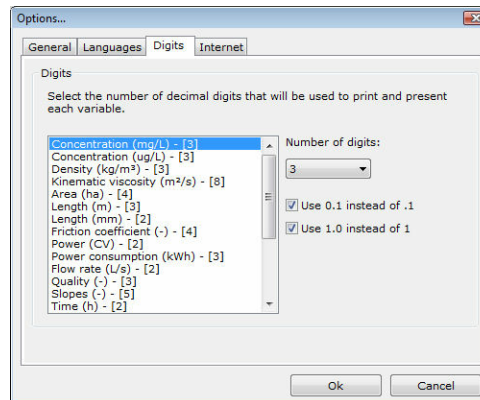 Options...
General
Languages
Digits
Internet
Digits
Select the number of decimal digits that will be used to print and present
each variable.
Concentration (mg/L) - [3]
Concentration (ug/L) - [3]
Density (kg/m³) - [3]
Kinematic viscosity (m²/s) - [8]
Area (ha) - [4]
Length (m) - [3]
Length (mm) - [2]
Friction coefficient (-) - [4]
Power (CV) - [2]
Power consumption (kWh) - [3]
Flow rate (L/s) - [2]
Quality (-) - [3]
Slopes (-) - [5]
Time (h) - [2]
Number of digits:
3
Use 0.1 instead of .1
Use 1.0 instead of 1
Ok
Cancel